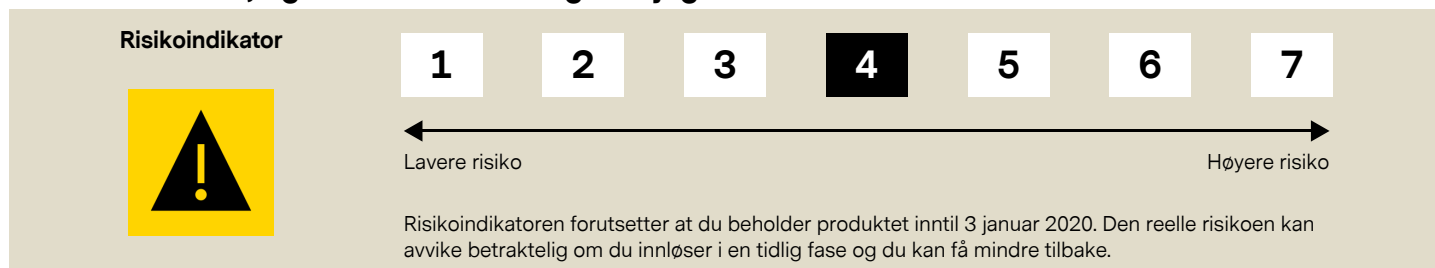 Risikoindikator
1 2 3 4 5 6 7
Lavere risiko Høyere risiko
Risikoindikatoren forutsetter at du beholder produktet inntil 3 januar 2020. Den reelle risikoen kan
avvike betraktelig om du innløser i en tidlig fase og du kan få mindre tilbake.